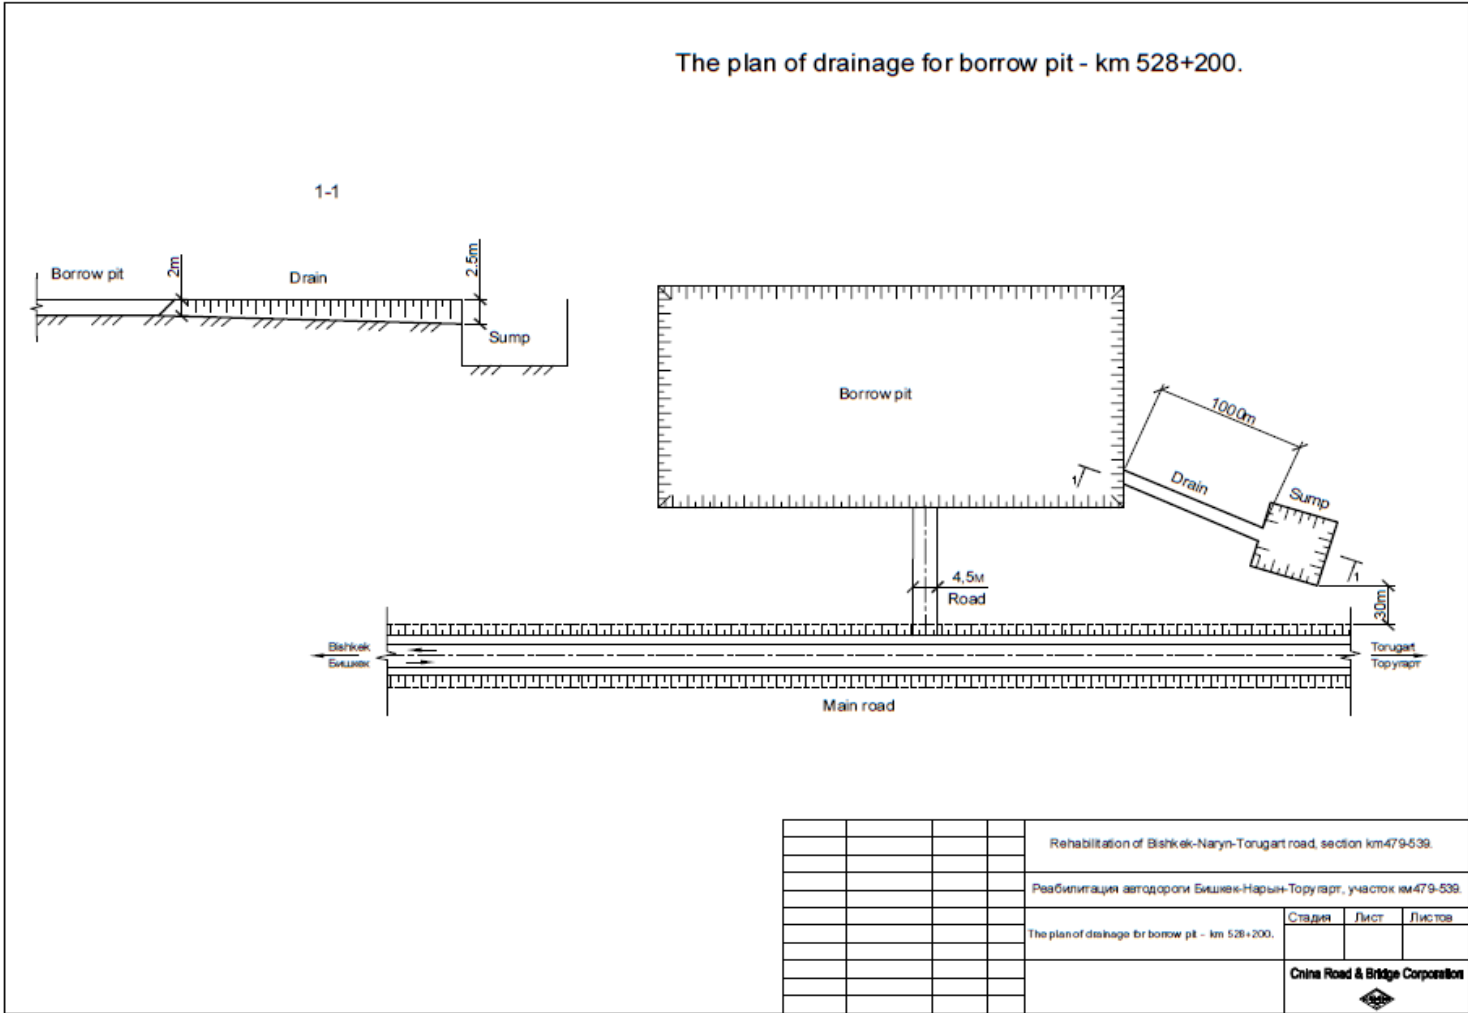 The plan of drainage for borrow pit - km 528+200.
1-1
Borrow pit
2m
Drain
2.5m
Sump
Borrow pit
1000m
1
Drain
Sump
1
4,5м
Road
30m
Bishkek
Бишкек
Torugart
Торугарт
Main road
Rehabilitation of Bishkek-Naryn-Torugart road, section km479-539.
Реабилитация автодороги Бишкек-Нарын-Торугарт, участок км479-539.
The plan of drainage for borrow pit - km 528+200.
Стадия Лист Листов
China Road & Bridge Corporation